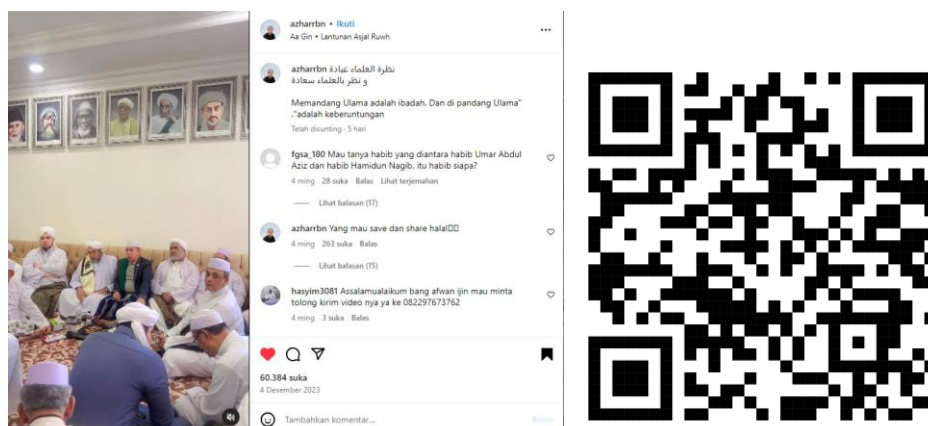 azharrbn • Ikuti
Aa Gin • Lantunan Asjal Ruwh
azharrbn نظرة العلماء عبادة
و نظر بالعلماء سعادة
Memandang Ulama adalah ibadah. Dan di pandang Ulama"
."adalah keberuntungan
Telah disunting · 5 hari
fgsa_180 Mau tanya habib yang diantara habib Umar Abdul
Aziz dan habib Hamidun Nagib, itu habib siapa?
4 ming 28 suka Balas Lihat terjemahan
Lihat balasan (17)
azharrbn Yang mau save dan share halal
4 ming 263 suka Balas
Lihat balasan (15)
hasyim3081 Assalamualaikum bang afwan ijin mau minta
tolong kirim video nya ya ke 082297673762
4 ming 3 suka Balas
60.384 suka
4 Desember 2023
Tambahkan komentar...
Kirim